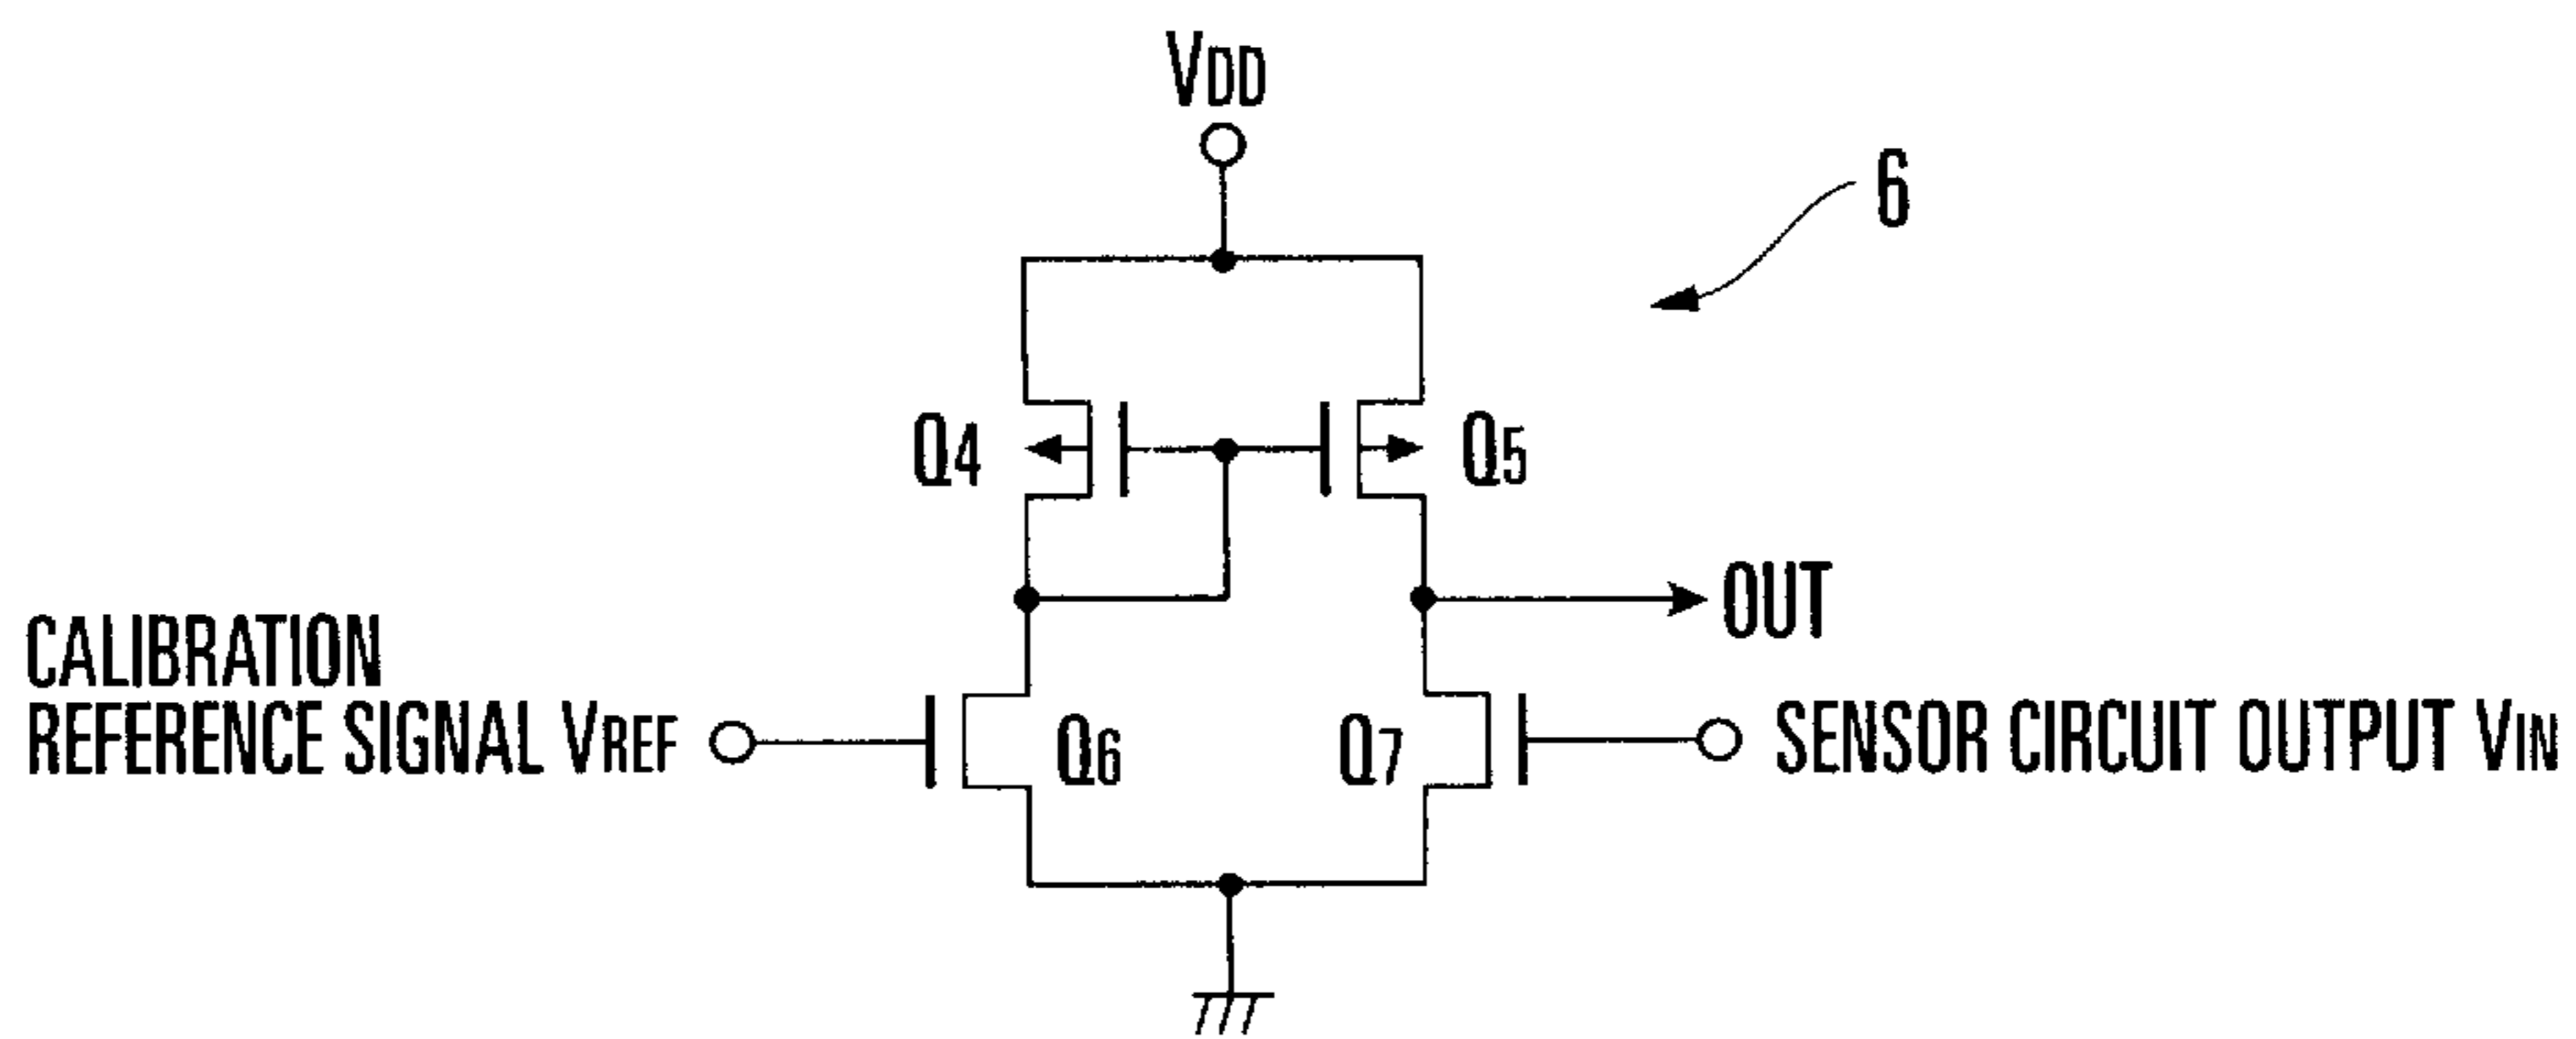 VDD
6
Q4
Q5
OUT
CALIBRATION
REFERENCE SIGNAL VREF
Q6
Q7
SENSOR CIRCUIT OUTPUT VIN